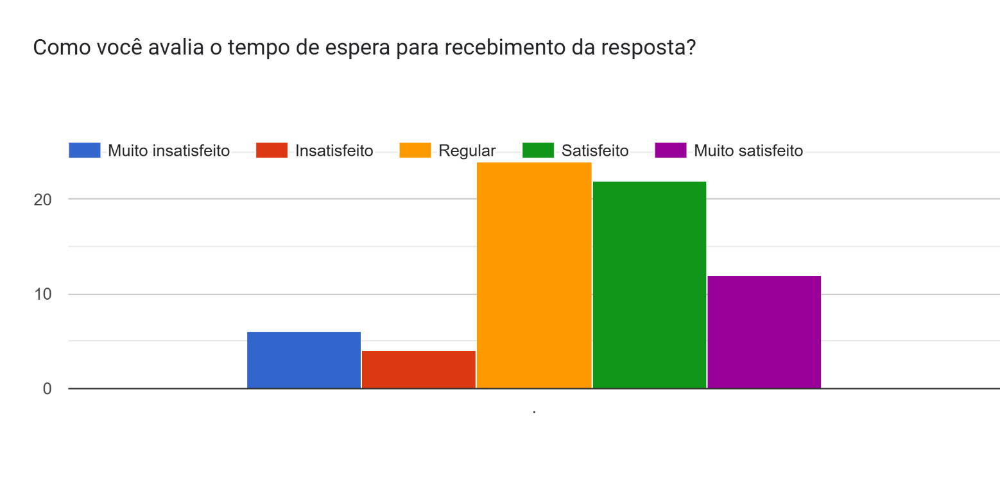 Como você avalia o tempo de espera para recebimento da resposta?
Muito insatisfeito Insatisfeito Regular Satisfeito Muito satisfeito
20
10
0
.